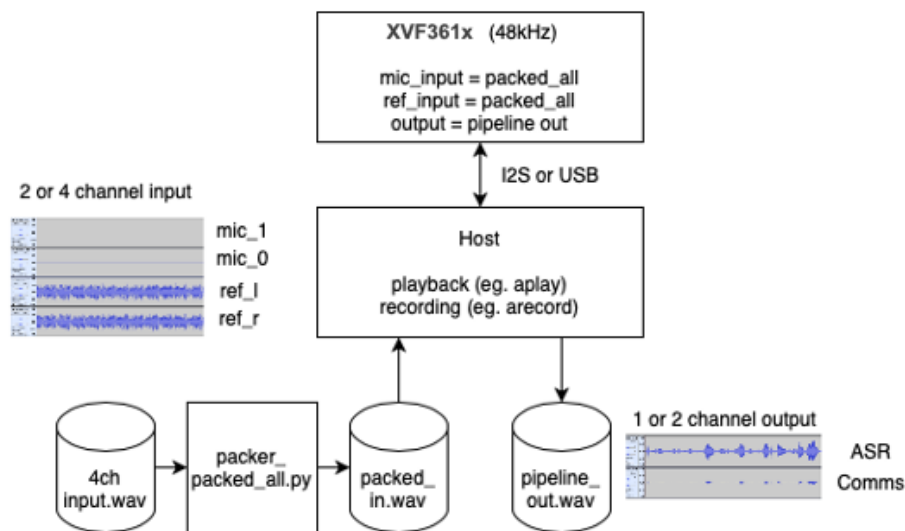 XVF361x (48kHz)
mic_input = packed_all
ref_input = packed_all
output = pipeline out
I2S or USB
2 or 4 channel input
mic_1
mic_0
ref_l
ref_r
Host
playback (eg. aplay)
recording (eg. arecord)
4ch
input.wav
packer_
packed_all.py
packed_
in.wav
pipeline_
out.wav
1 or 2 channel output
ASR
Comms